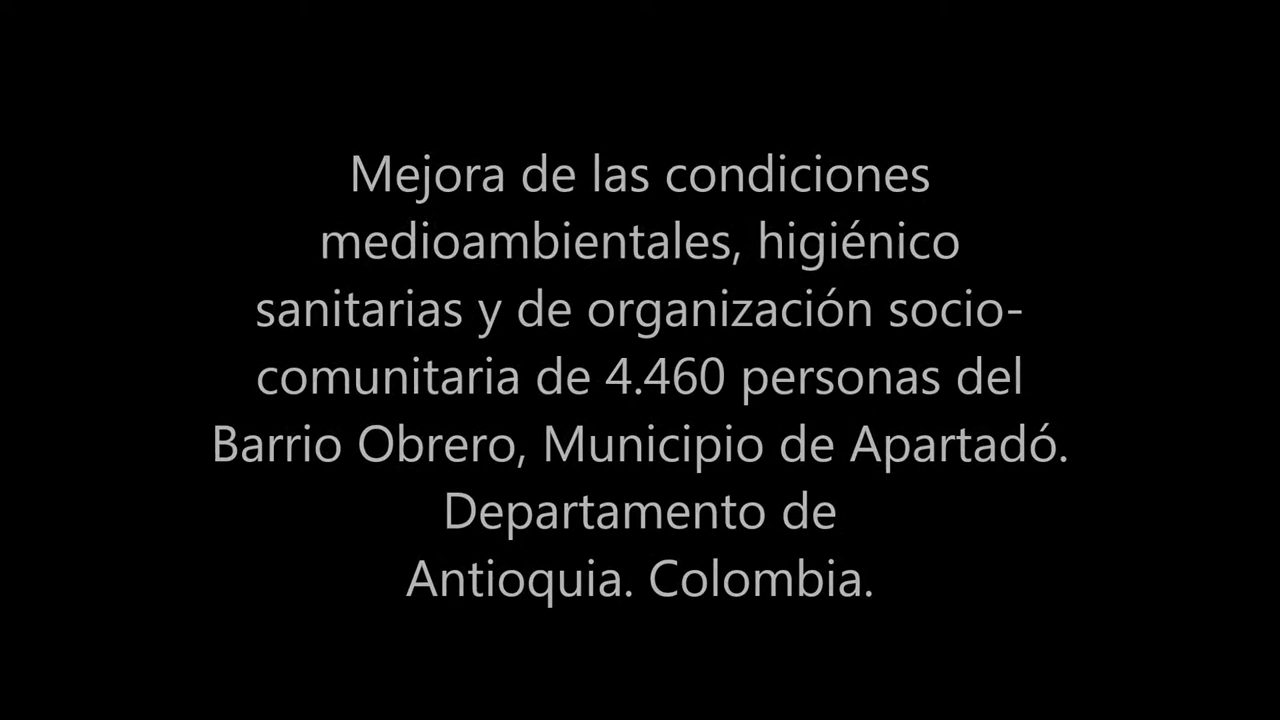 Mejora de las condiciones
medioambientales, higiénico
sanitarias y de organización socio-
comunitaria de 4.460 personas del
Barrio Obrero, Municipio de Apartadó.
Departamento de
Antioquia. Colombia.